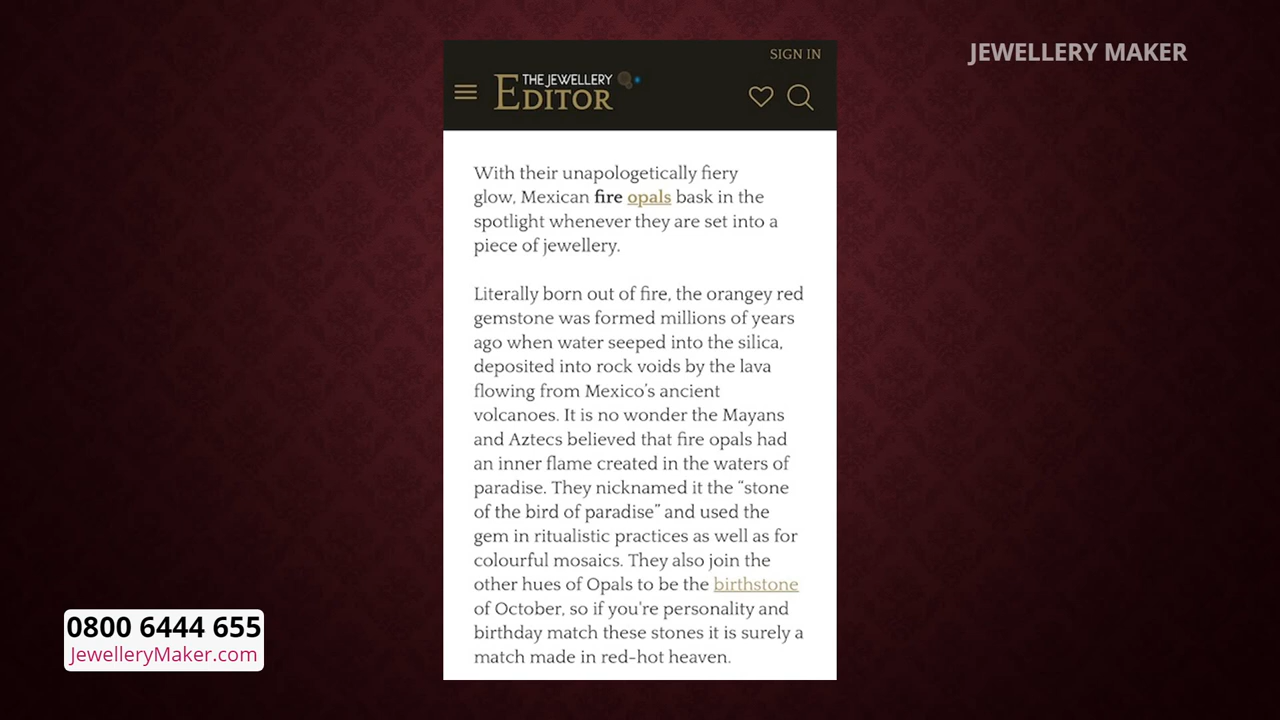 JEWELLERY MAKER
SIGN IN
THE JEWELLERY
EDITOR
With their unapologetically fiery
glow, Mexican fire opals bask in the
spotlight whenever they are set into a
piece of jewellery.
Literally born out of fire, the orangey red
gemstone was formed millions of years
ago when water seeped into the silica,
deposited into rock voids by the lava
flowing from Mexico’s ancient
volcanoes. It is no wonder the Mayans
and Aztecs believed that fire opals had
an inner flame created in the waters of
paradise. They nicknamed it the “stone
of the bird of paradise” and used the
gem in ritualistic practices as well as for
colourful mosaics. They also join the
other hues of Opals to be the birthstone
of October, so if you're personality and
birthday match these stones it is surely a
match made in red-hot heaven.
0800 6444 655
JewelleryMaker.com